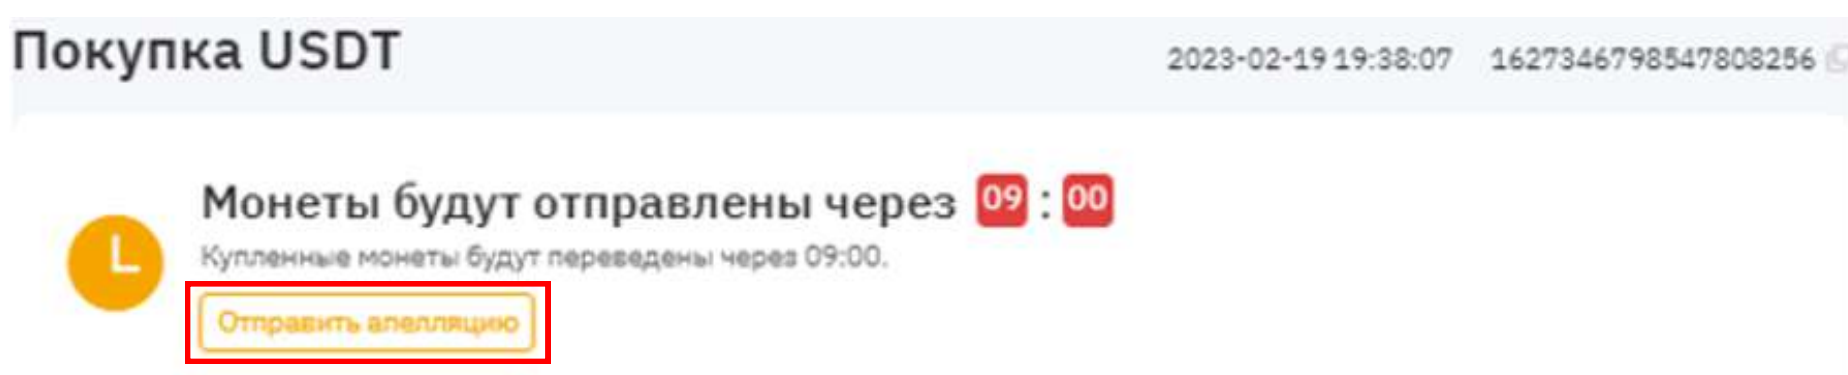 Покупка USDT
2023-02-19 19:38:07 1627346798547808256
Монеты будут отправлены через 09 : 00
Купленные монеты будут переведены через 09:00.
Отправить апелляцию